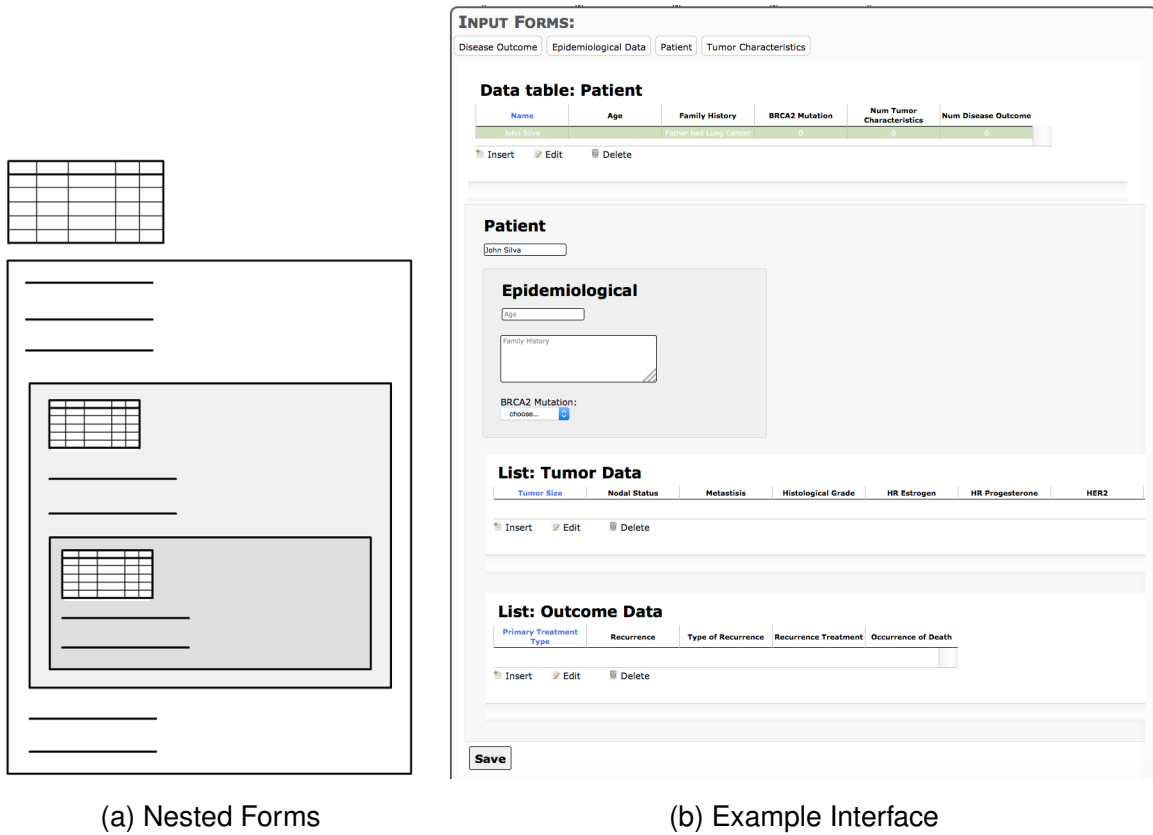 INPUT FORMS:
Disease Outcome Epidemiological Data Patient Tumor Characteristics
Data table: Patient
Name Age Family History BRCA2 Mutation Num Tumor Characteristics Num Disease Outcome
John Silva Father had Lung Cancer 0 0 0
Insert Edit Delete
Patient
John Silva
Epidemiological
Age
Family History
BRCA2 Mutation:
choose...
List: Tumor Data
Tumor Size Nodal Status Metastisis Histological Grade HR Estrogen HR Progesterone HER2
Insert Edit Delete
List: Outcome Data
Primary Treatment Type Recurrence Type of Recurrence Recurrence Treatment Occurrence of Death
Insert Edit Delete
Save
(a) Nested Forms (b) Example Interface